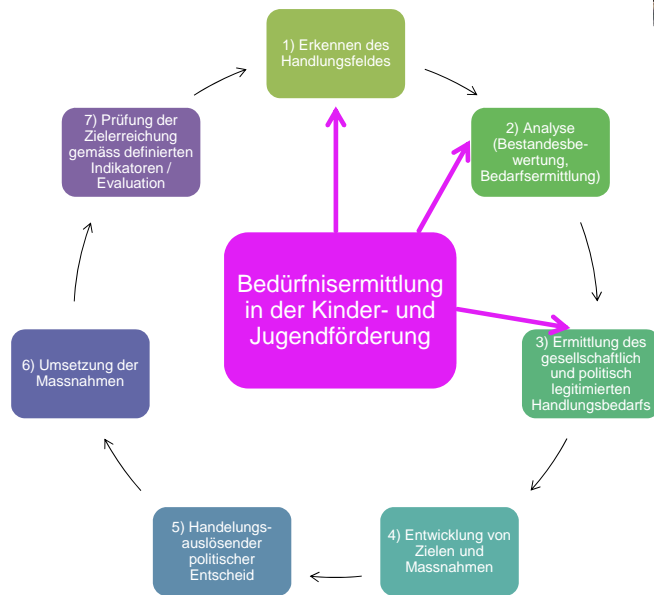 1) Erkennen des
Handlungsfeldes
2) Analyse
(Bestandesbe-
wertung,
Bedarfsermittlung)
3) Ermittlung des
gesellschaftlich
und politisch
legitimierten
Handlungsbedarfs
4) Entwicklung von
Zielen und
Massnahmen
5) Handelungs-
auslösender
politischer
Entscheid
6) Umsetzung der
Massnahmen
7) Prüfung der
Zielerreichung
gemäss definierten
Indikatoren /
Evaluation
Bedürfnisermittlung
in der Kinder- und
Jugendförderung